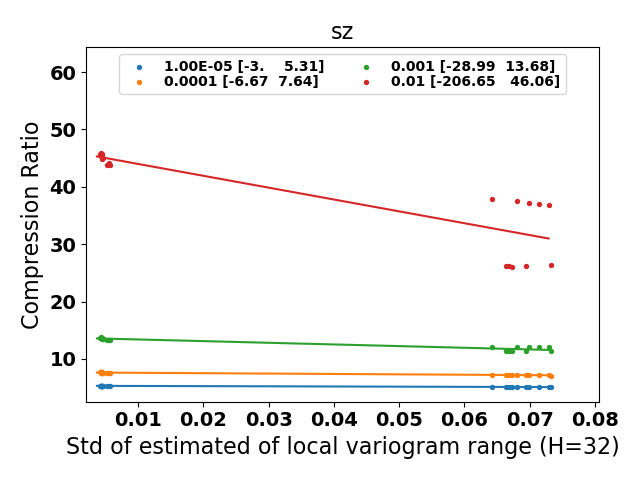 sz
1.00E-05 [-3. 5.31] 0.001 [-28.99 13.68]
0.0001 [-6.67 7.64] 0.01 [-206.65 46.06]
Compression Ratio
60
50
40
30
20
10
0.01 0.02 0.03 0.04 0.05 0.06 0.07 0.08
Std of estimated of local variogram range (H=32)